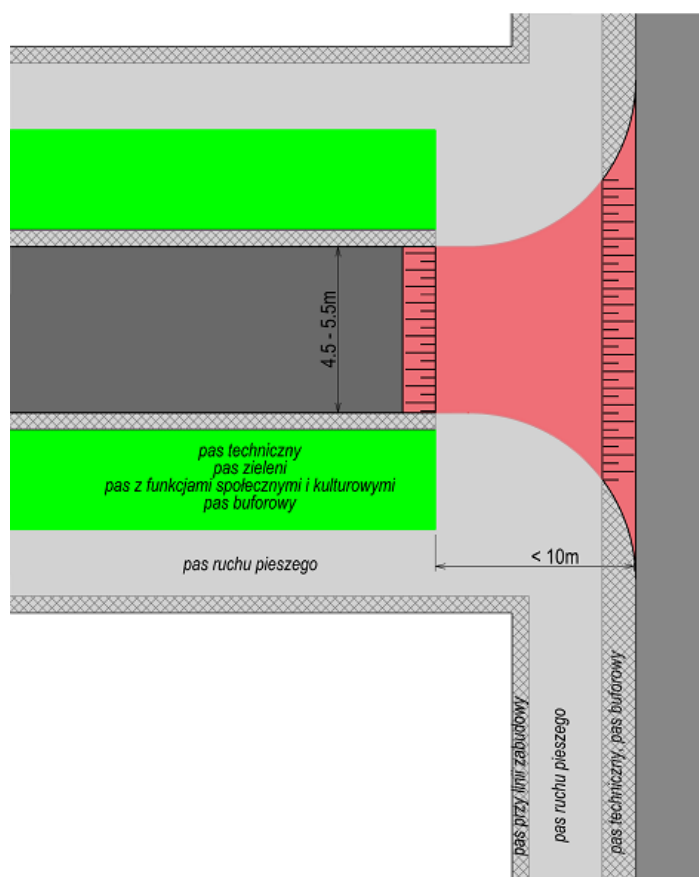 4.5 - 5.5m
pas techniczny
pas zieleni
pas z funkcjami społecznymi i kulturowymi
pas buforowy
pas ruchu pieszego
< 10m
pas przy linii zabudowy
pas ruchu pieszego
pas techniczny, pas buforowy